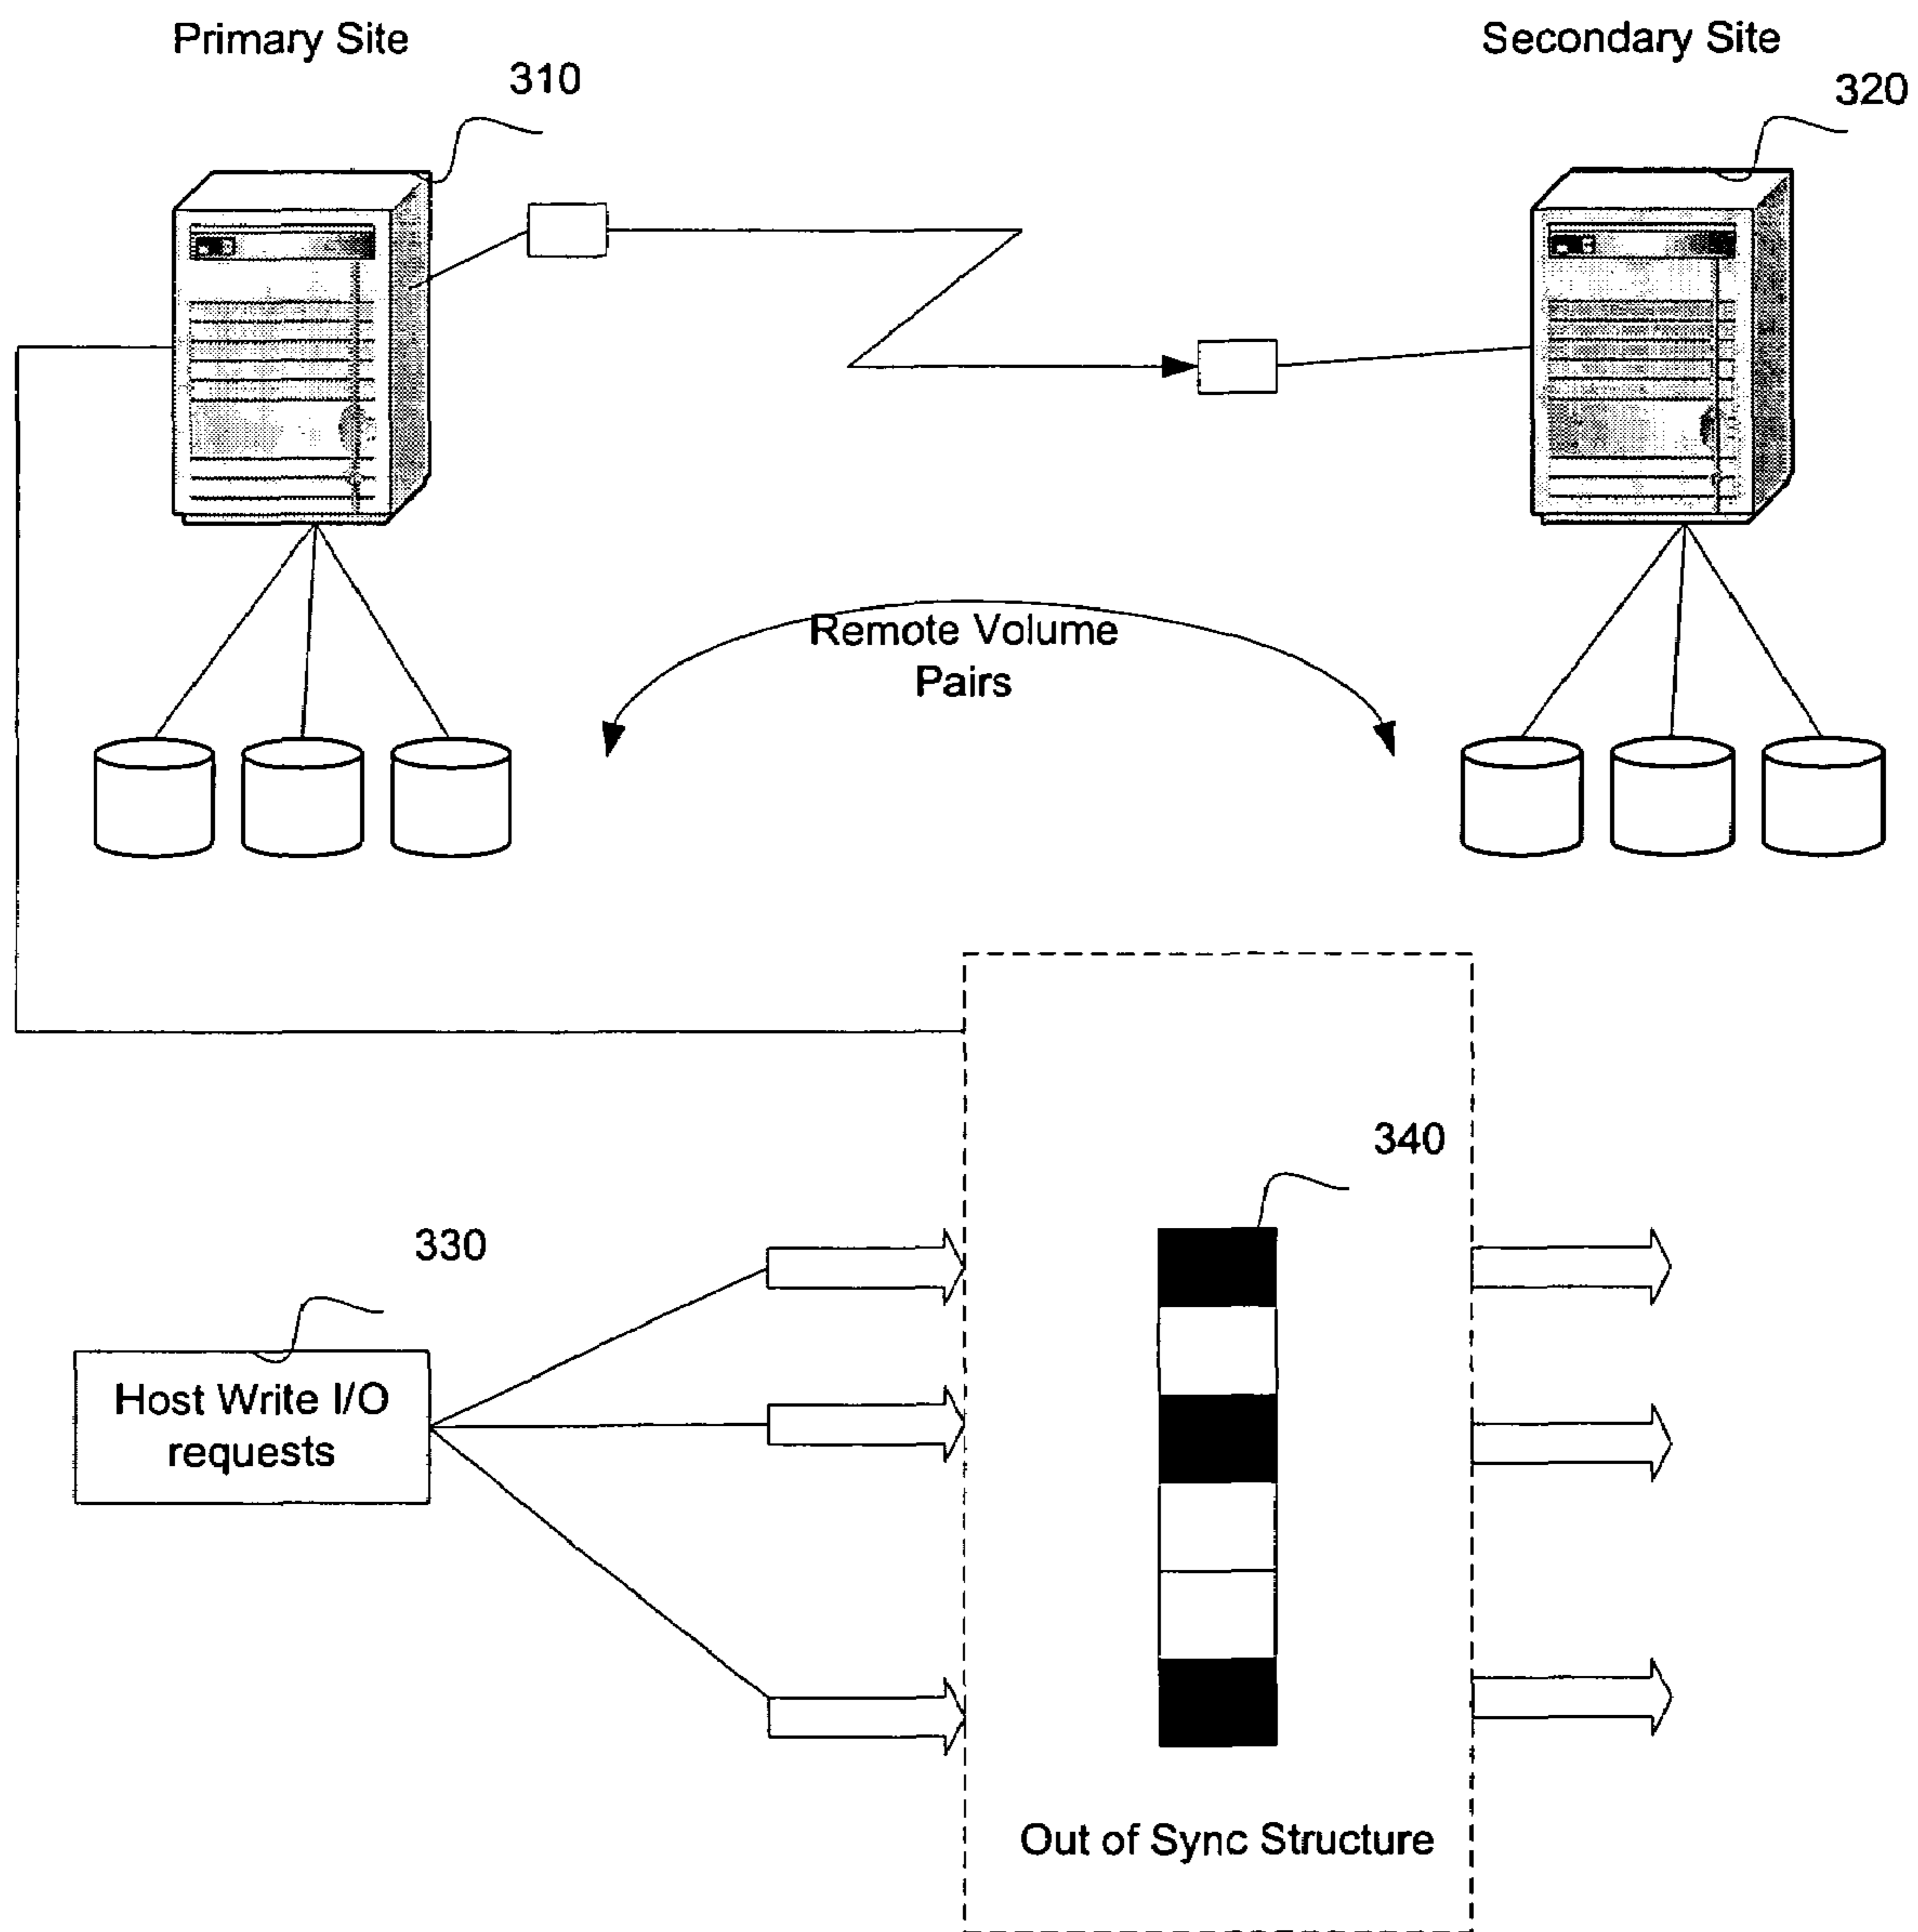 Primary Site
Secondary Site
310
320
Remote Volume
Pairs
340
330
Host Write I/O
requests
Out of Sync Structure